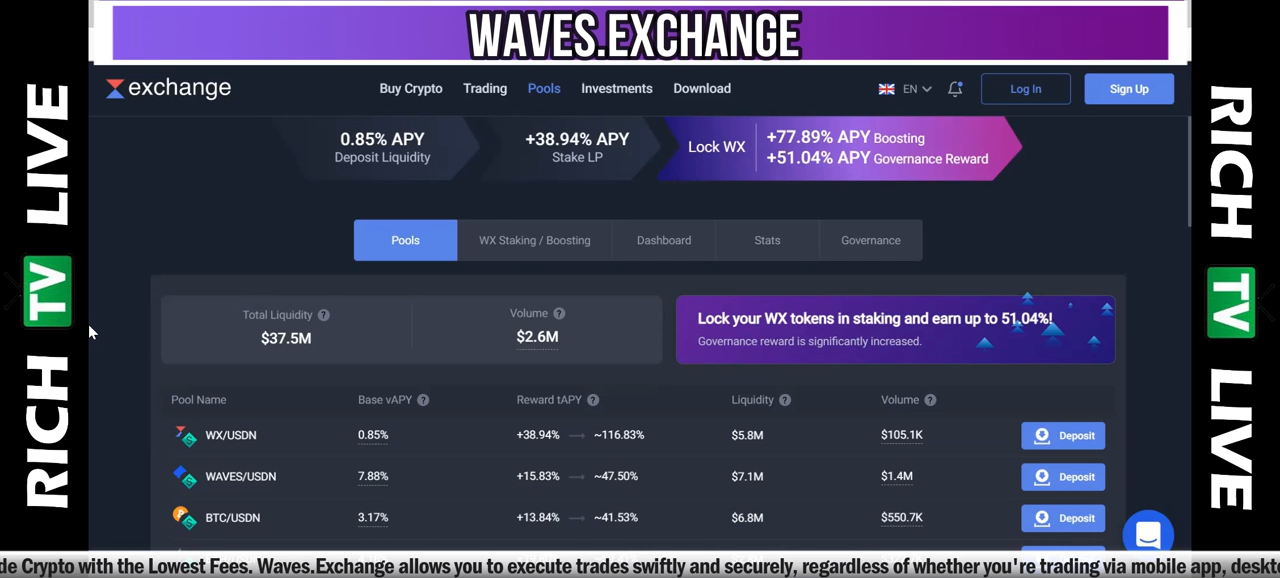 WAVES.EXCHANGE
exchange
Buy Crypto
Trading
Pools
Investments
Download
EN
Log In
Sign Up
0.85% APY
Deposit Liquidity
+38.94% APY
Stake LP
Lock WX
+77.89% APY Boosting
+51.04% APY Governance Reward
Pools
WX Staking / Boosting
Dashboard
Stats
Governance
Total Liquidity ?
$37.5M
Volume ?
$2.6M
Lock your WX tokens in staking and earn up to 51.04%!
Governance reward is significantly increased.
Pool Name Base vAPY ? Reward tAPY ? Liquidity ? Volume ?
WX/USDN 0.85% +38.94% → ~116.83% $5.8M $105.1K Deposit
WAVES/USDN 7.88% +15.83% → ~47.50% $7.1M $1.4M Deposit
BTC/USDN 3.17% +13.84% → ~41.53% $6.8M $550.7K Deposit
RICH TV LIVE
RICH TV LIVE
de Crypto with the Lowest Fees. Waves.Exchange allows you to execute trades swiftly and securely, regardless of whether you're trading via mobile app, deskto